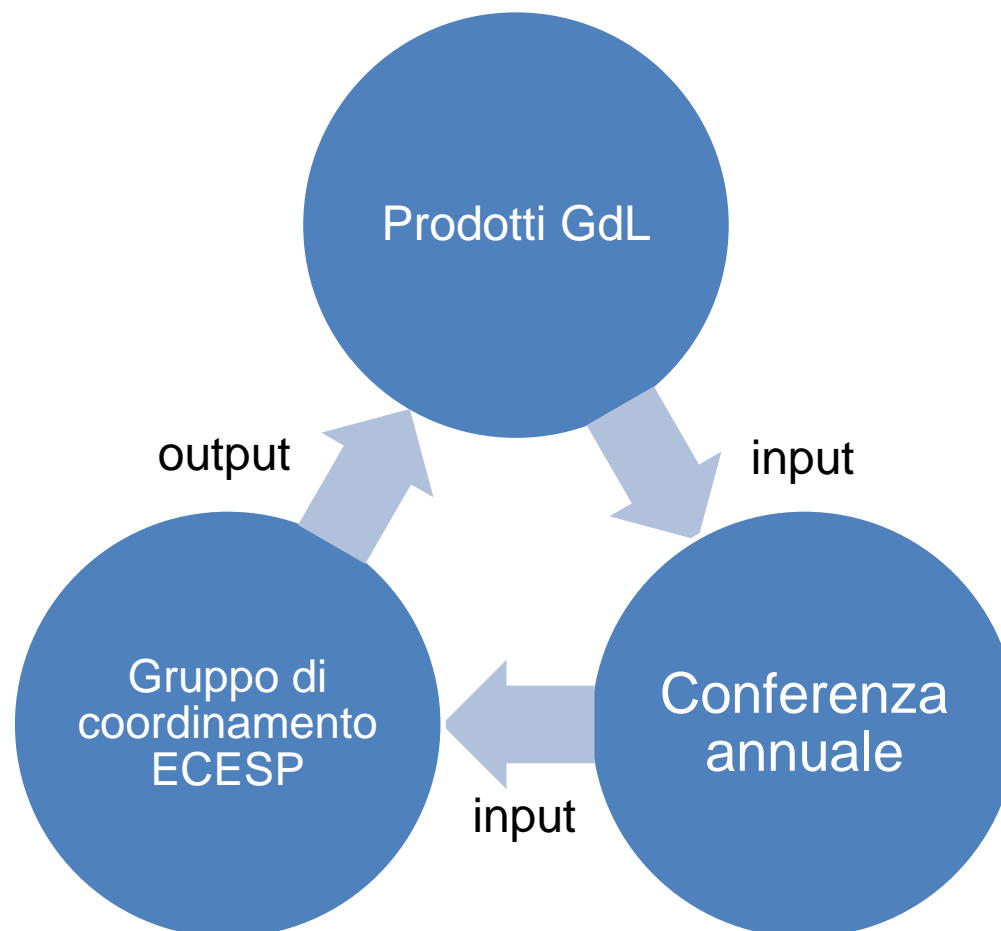 Prodotti GdL
output
input
Gruppo di
coordinamento
ECESP
Conferenza
annuale
input